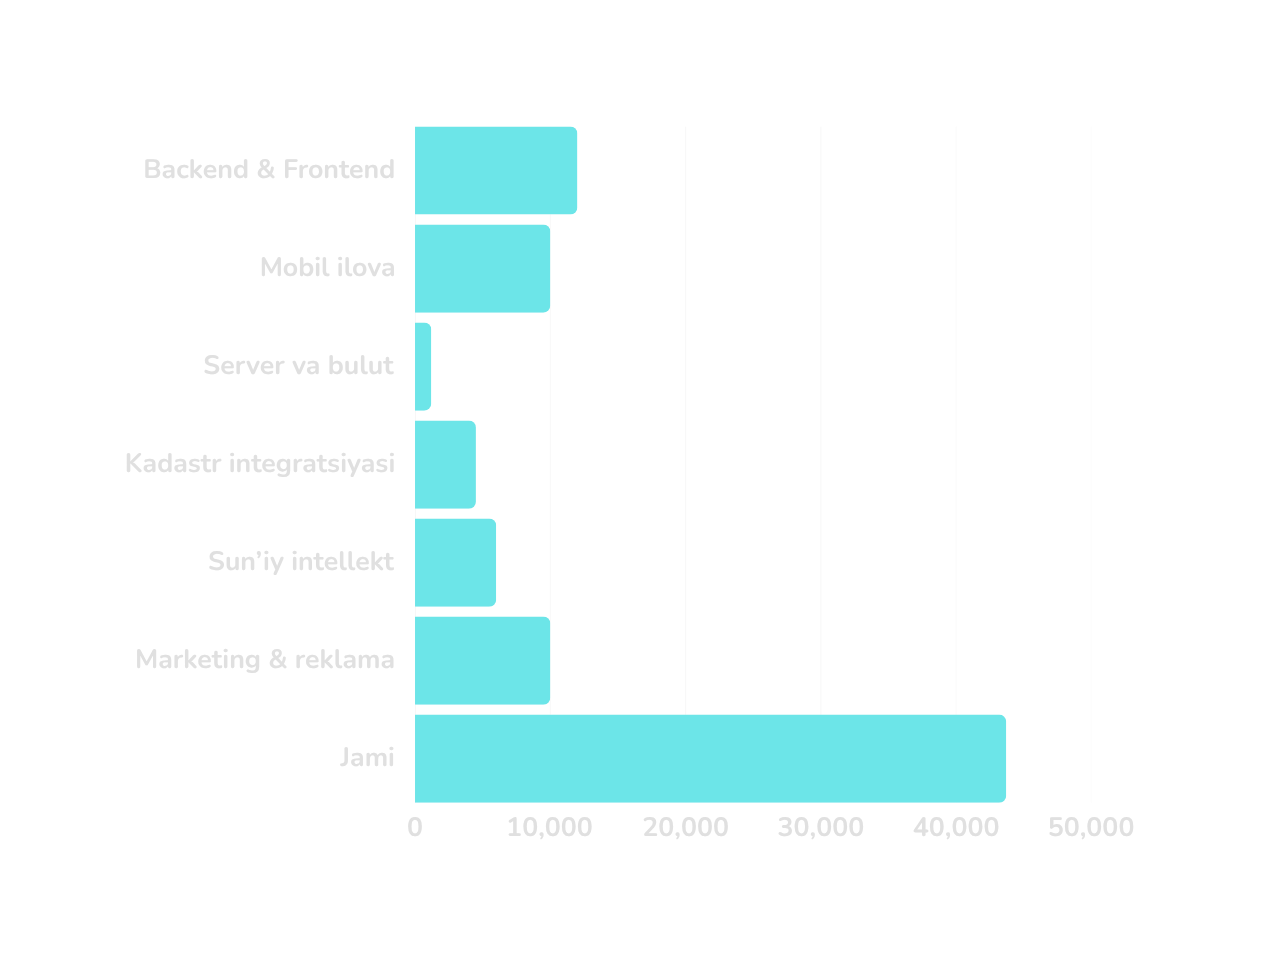 Backend & Frontend
Mobil ilova
Server va bulut
Kadastr integratsiyasi
Sun’iy intellekt
Marketing & reklama
Jami
0 10,000 20,000 30,000 40,000 50,000